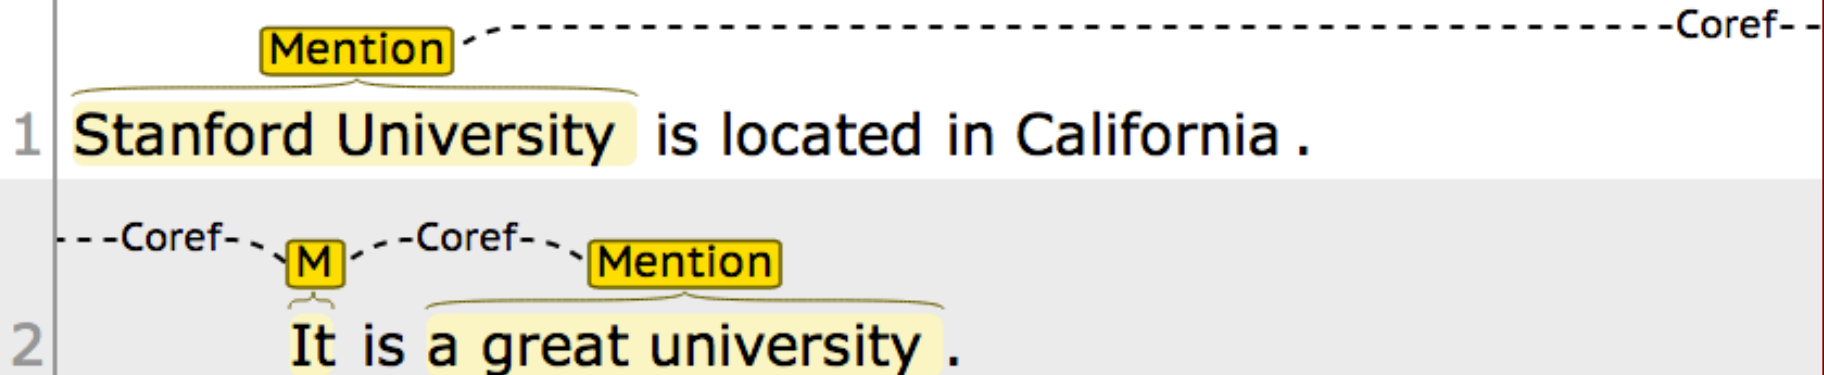 Mention -Coref-
1 Stanford University is located in California .
-Coref- M -Coref- Mention
2 It is a great university .